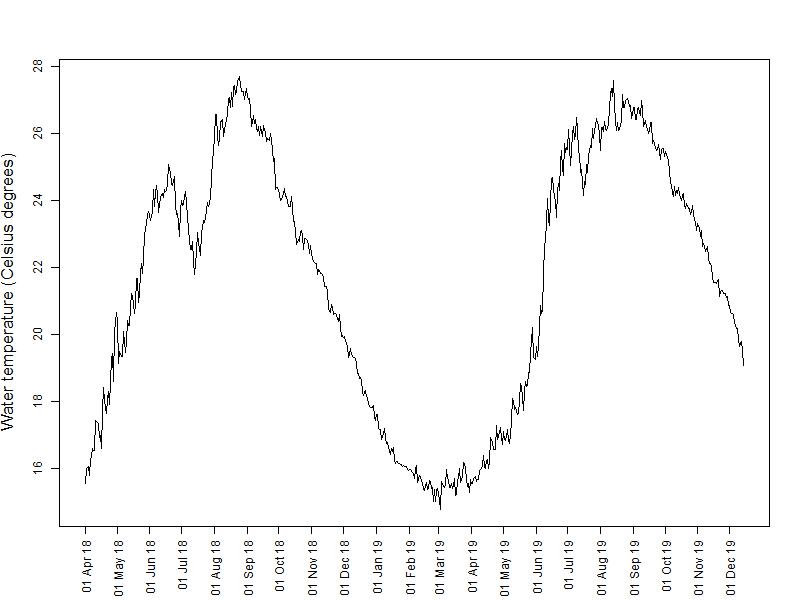 Water temperature (Celsius degrees)
28
26
24
22
20
18
16
01 Apr 18
01 May 18
01 Jun 18
01 Jul 18
01 Aug 18
01 Sep 18
01 Oct 18
01 Nov 18
01 Dec 18
01 Jan 19
01 Feb 19
01 Mar 19
01 Apr 19
01 May 19
01 Jun 19
01 Jul 19
01 Aug 19
01 Sep 19
01 Oct 19
01 Nov 19
01 Dec 19